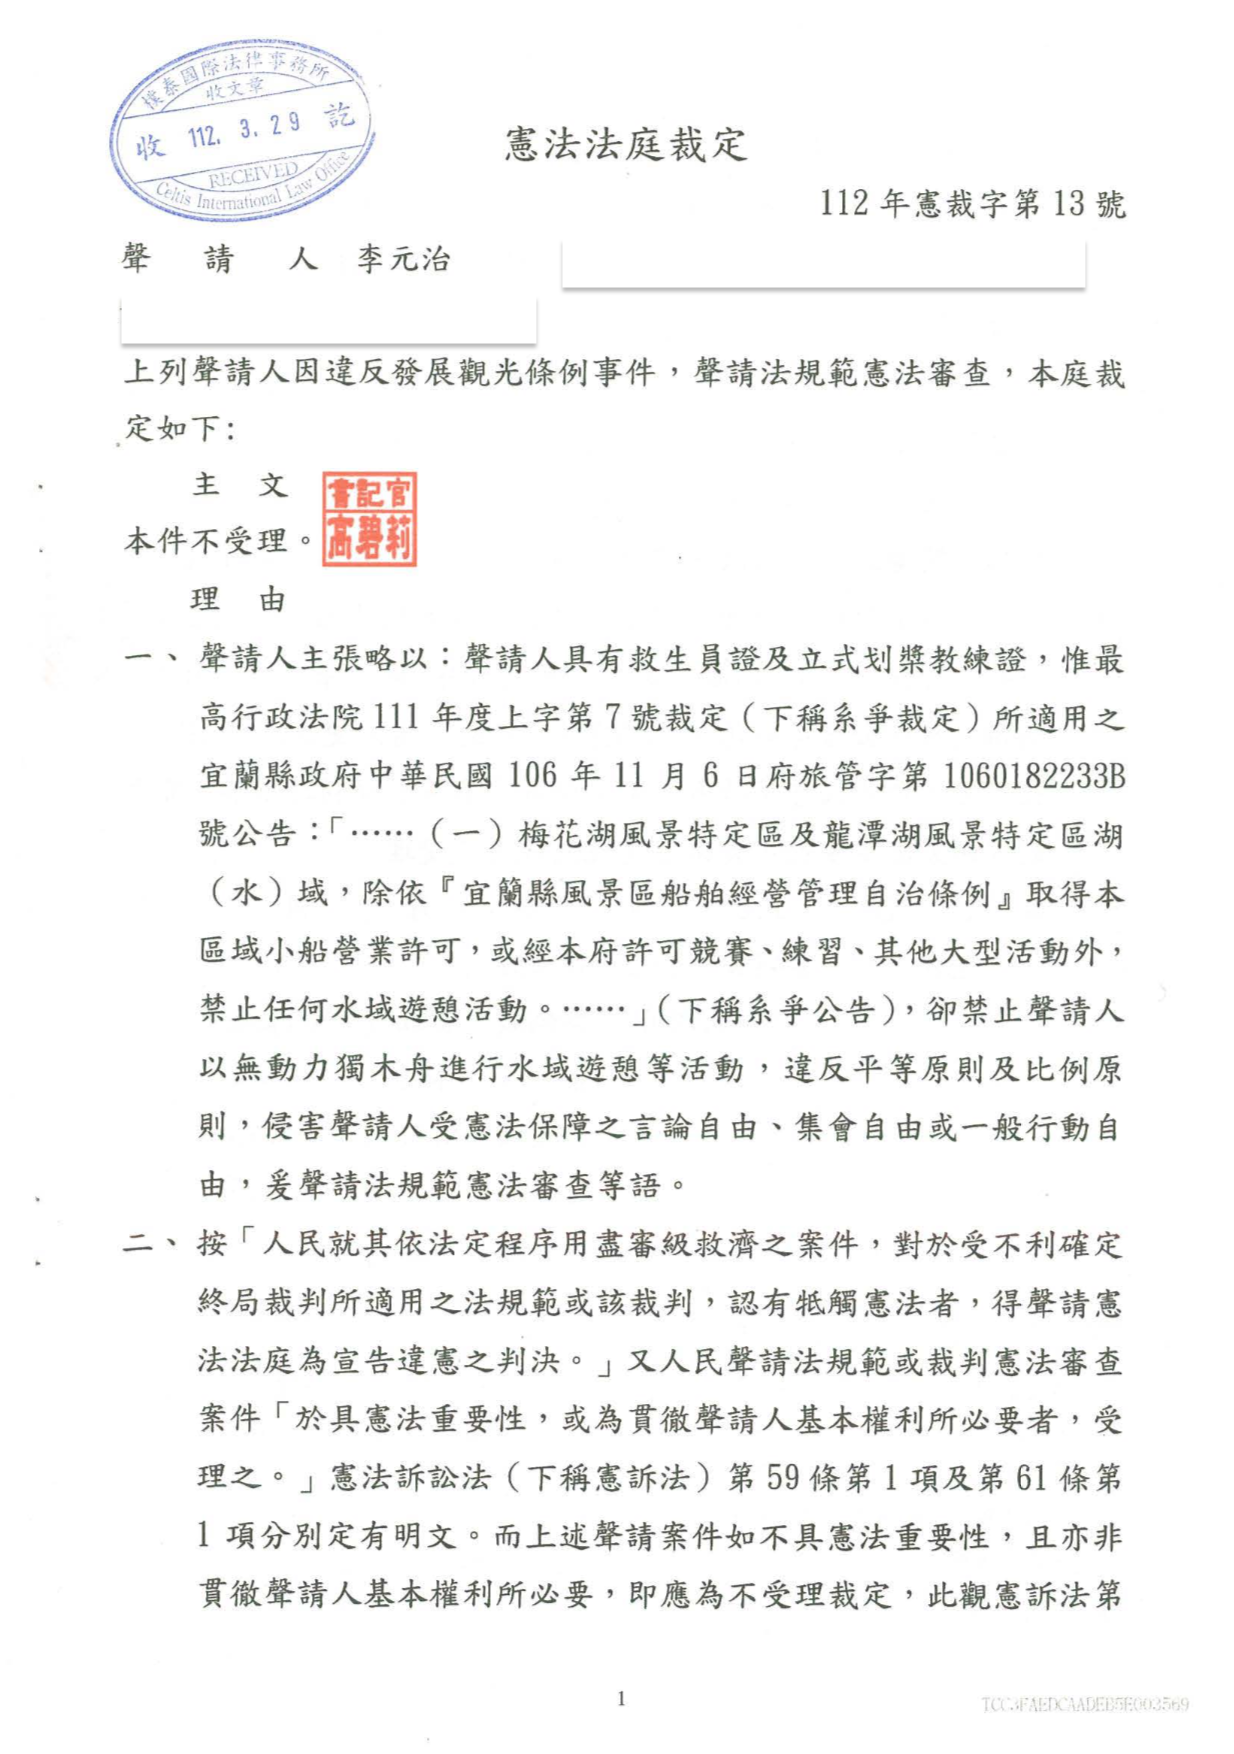 樸泰國際法律事務所
收文章
收 112. 3. 29 訖
RECEIVED
Celtis International Law Office
憲法法庭裁定
112 年憲裁字第 13 號
聲 請 人 李元治
上列聲請人因違反發展觀光條例事件，聲請法規範憲法審查，本庭裁
定如下：
主 文
本件不受理。
書記官
高碧莉
理 由
一、聲請人主張略以：聲請人具有救生員證及立式划槳教練證，惟最
高行政法院 111 年度上字第 7 號裁定（下稱系爭裁定）所適用之
宜蘭縣政府中華民國 106 年 11 月 6 日府旅管字第 1060182233B
號公告：「……（一）梅花湖風景特定區及龍潭湖風景特定區湖
（水）域，除依『宜蘭縣風景區船舶經營管理自治條例』取得本
區域小船營業許可，或經本府許可競賽、練習、其他大型活動外，
禁止任何水域遊憩活動。……」（下稱系爭公告），卻禁止聲請人
以無動力獨木舟進行水域遊憩等活動，違反平等原則及比例原
則，侵害聲請人受憲法保障之言論自由、集會自由或一般行動自
由，爰聲請法規範憲法審查等語。
二、按「人民就其依法定程序用盡審級救濟之案件，對於受不利確定
終局裁判所適用之法規範或該裁判，認有牴觸憲法者，得聲請憲
法法庭為宣告違憲之判決。」又人民聲請法規範或裁判憲法審查
案件「於具憲法重要性，或為貫徹聲請人基本權利所必要者，受
理之。」憲法訴訟法（下稱憲訴法）第 59 條第 1 項及第 61 條第
1 項分別定有明文。而上述聲請案件如不具憲法重要性，且亦非
貫徹聲請人基本權利所必要，即應為不受理裁定，此觀憲訴法第
1
TCC3FAEDCAADEB5E003569